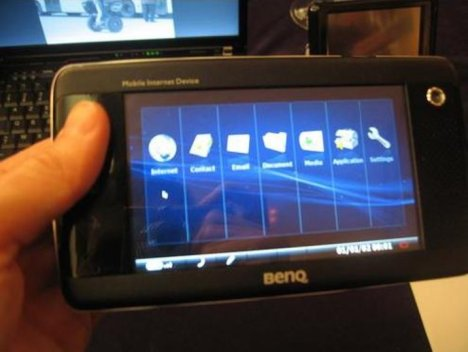 Mobile Internet Device
Internet Contact Email Document Media Application Settings
01/01/02 00:01
BenQ